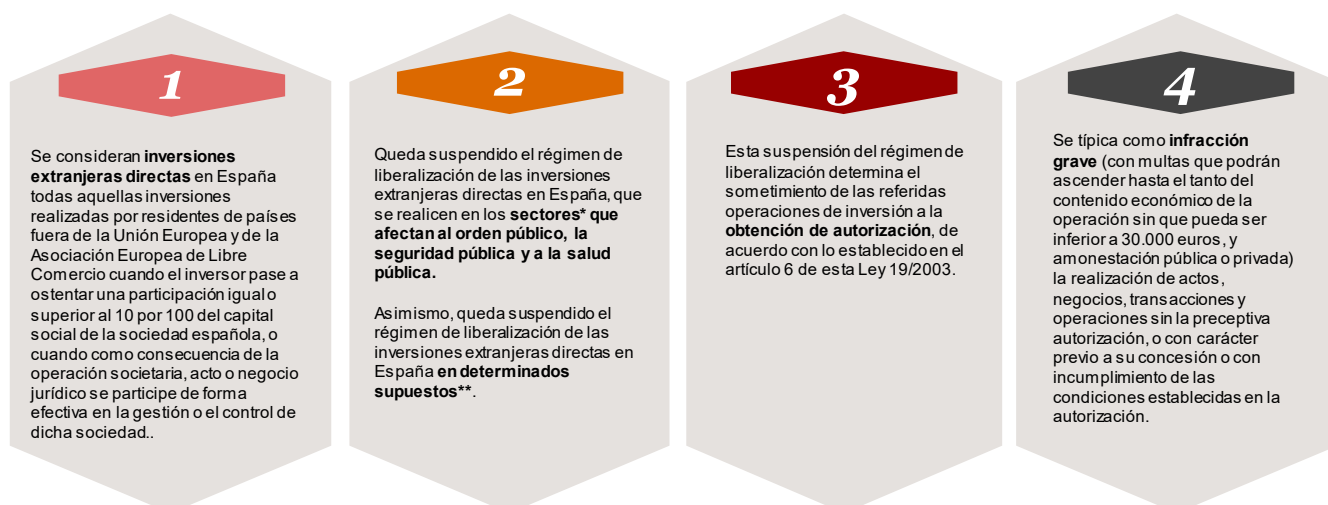 1
Se consideran inversiones
extranjeras directas en España
todas aquellas inversiones
realizadas por residentes de países
fuera de la Unión Europea y de la
Asociación Europea de Libre
Comercio cuando el inversor pase a
ostentar una participación igual o
superior al 10 por 100 del capital
social de la sociedad española, o
cuando como consecuencia de la
operación societaria, acto o negocio
jurídico se participe de forma
efectiva en la gestión o el control de
dicha sociedad..
2
Queda suspendido el régimen de
liberalización de las inversiones
extranjeras directas en España, que
se realicen en los sectores* que
afectan al orden público, la
seguridad pública y a la salud
pública.
Asimismo, queda suspendido el
régimen de liberalización de las
inversiones extranjeras directas en
España en determinados
supuestos**.
3
Esta suspensión del régimen de
liberalización determina el
sometimiento de las referidas
operaciones de inversión a la
obtención de autorización, de
acuerdo con lo establecido en el
artículo 6 de esta Ley 19/2003.
4
Se típica como infracción
grave (con multas que podrán
ascender hasta el tanto del
contenido económico de la
operación sin que pueda ser
inferior a 30.000 euros, y
amonestación pública o privada)
la realización de actos,
negocios, transacciones y
operaciones sin la preceptiva
autorización, o con carácter
previo a su concesión o con
incumplimiento de las
condiciones establecidas en la
autorización.